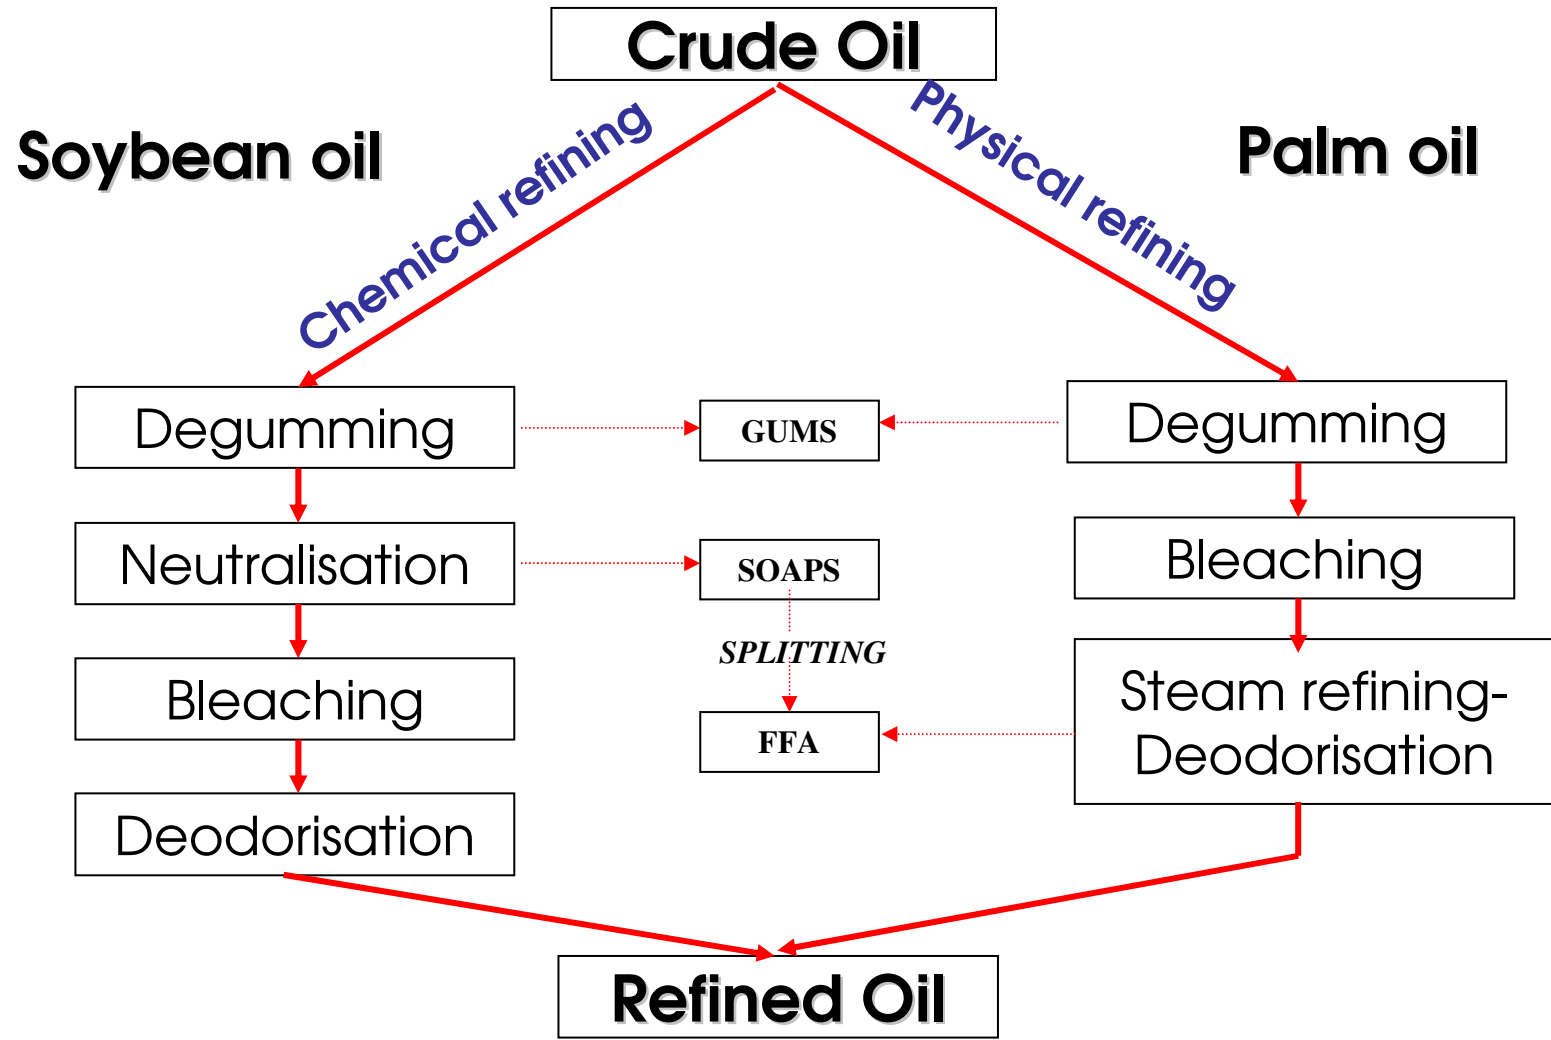 Crude Oil
Soybean oil
Chemical refining
Physical refining
Palm oil
Degumming
GUMS
Degumming
Neutralisation
SOAPS
Bleaching
SPLITTING
Bleaching
FFA
Steam refining-
Deodorisation
Deodorisation
Refined Oil